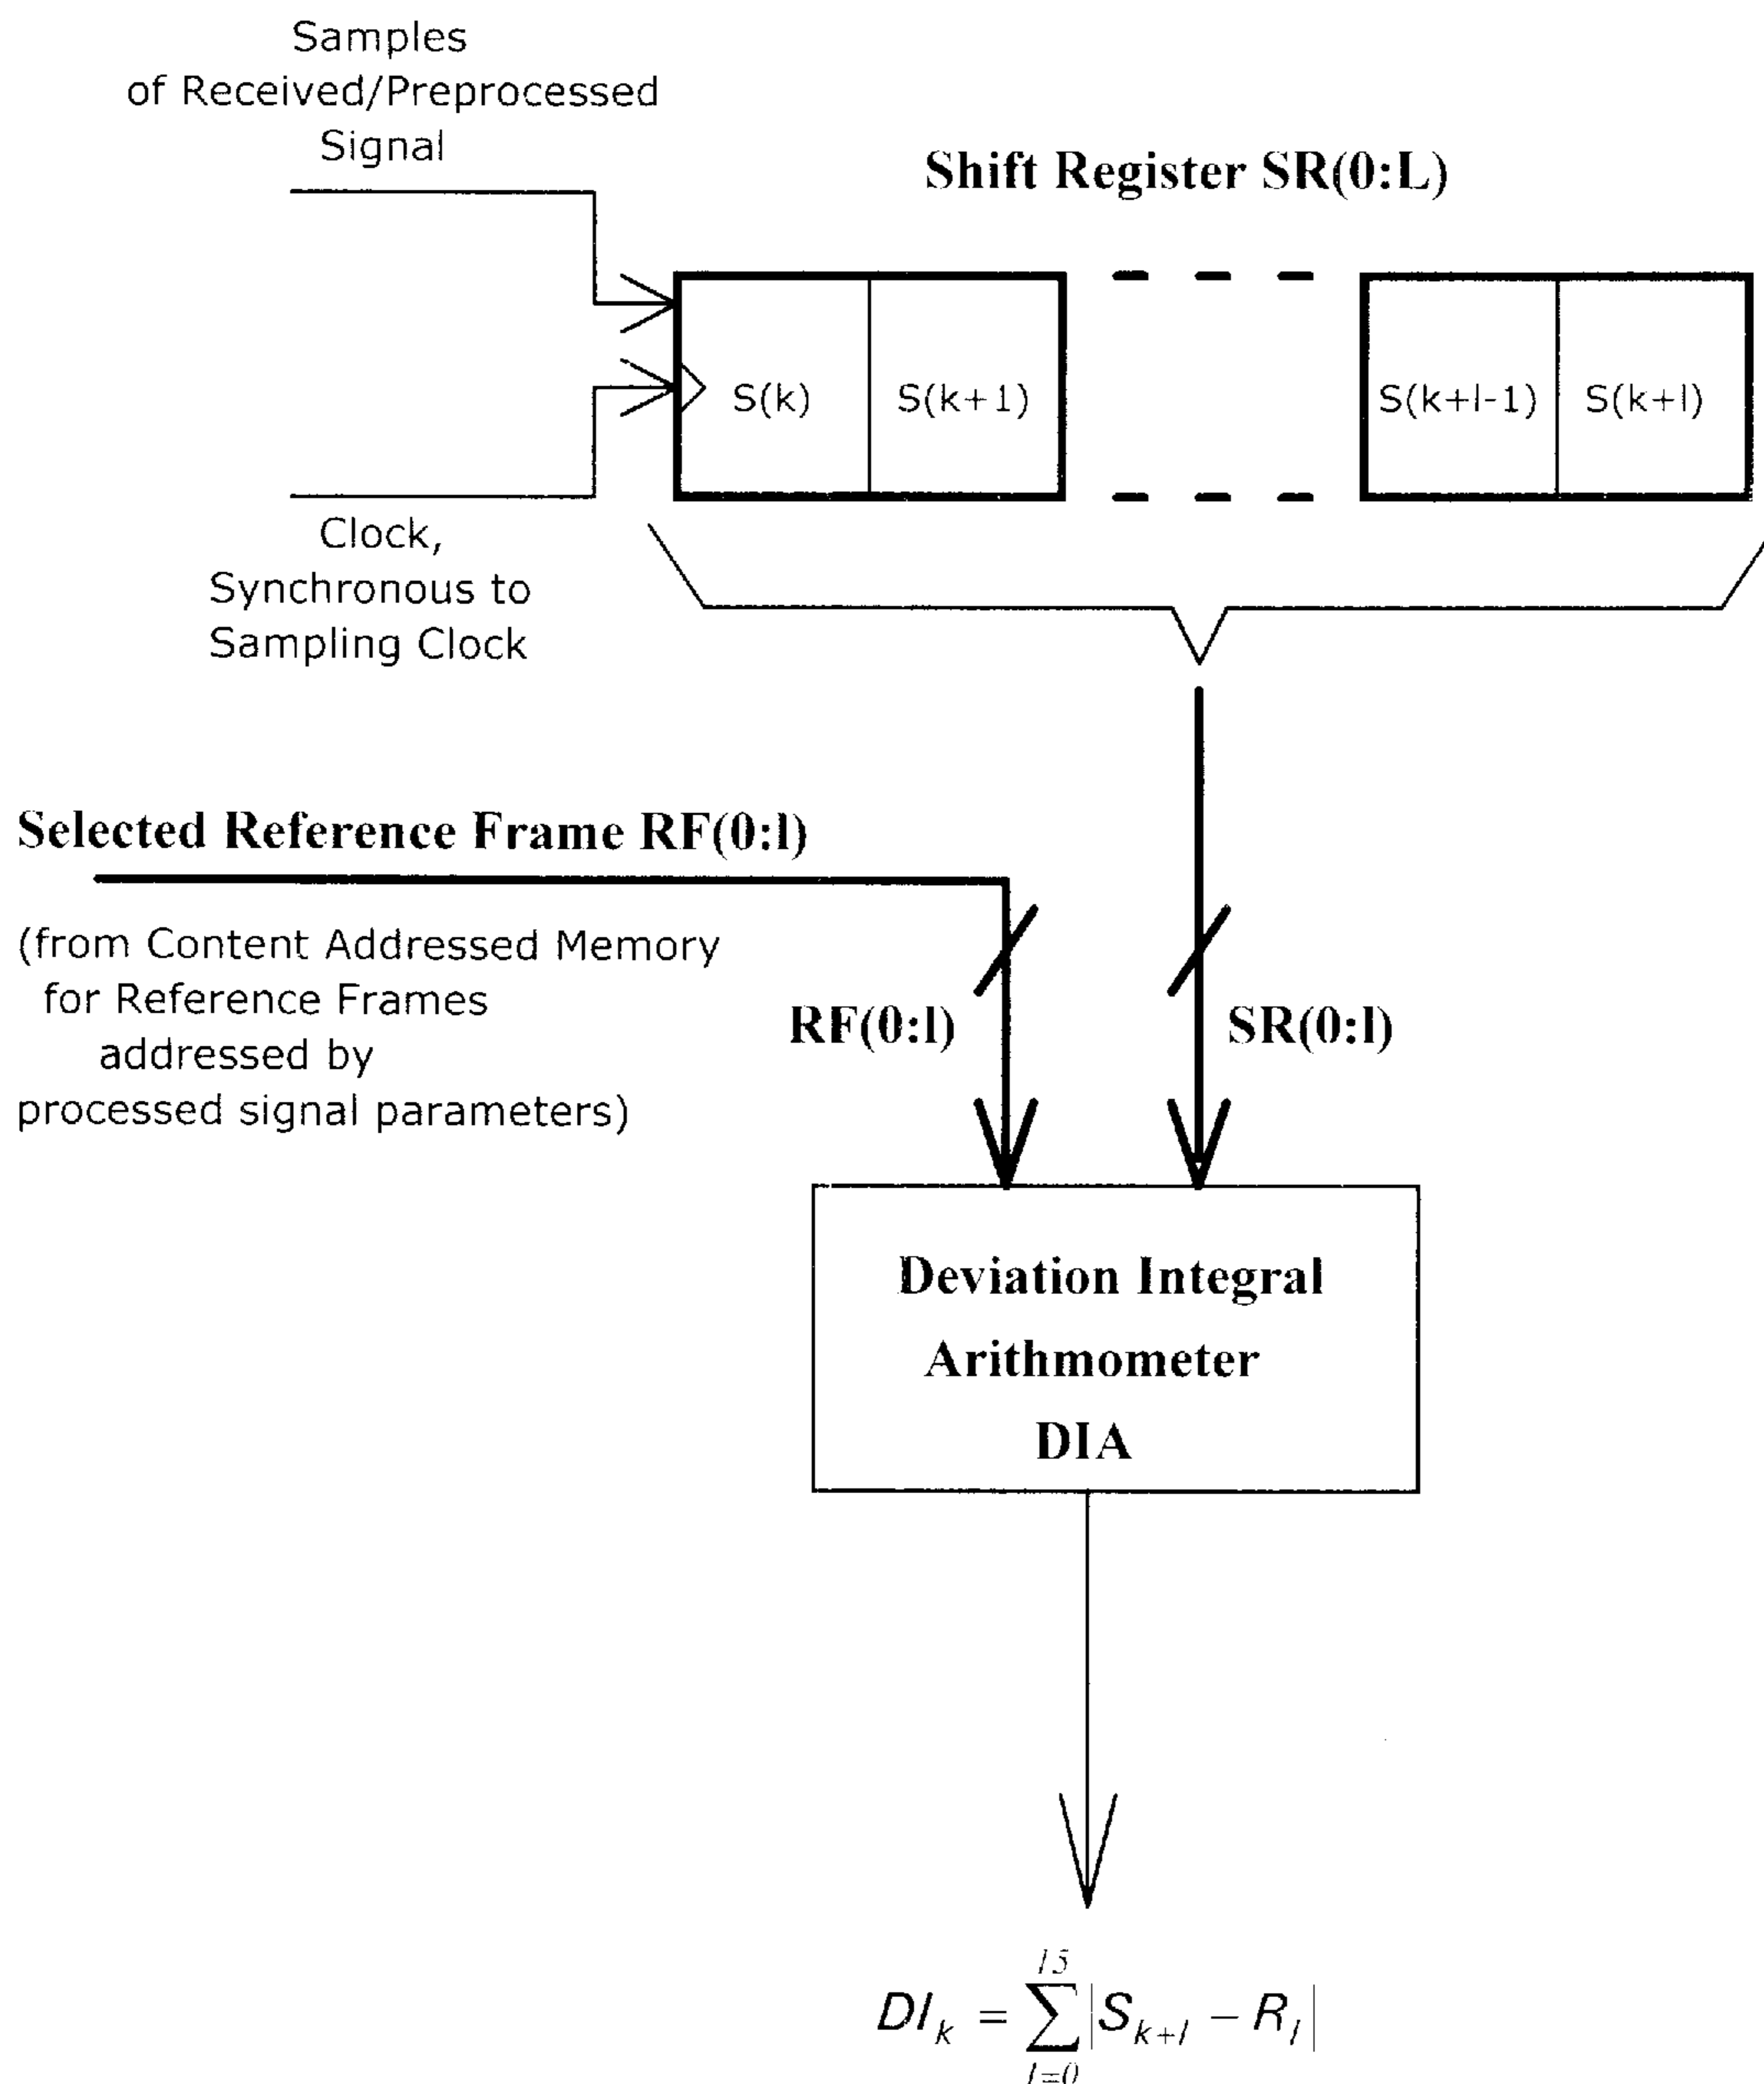 Samples
of Received/Preprocessed
Signal
Shift Register SR(0:L)
S(k)
S(k+1)
S(k+l-1)
S(k+l)
Clock,
Synchronous to
Sampling Clock
Selected Reference Frame RF(0:l)
(from Content Addressed Memory
for Reference Frames
addressed by
processed signal parameters)
RF(0:l)
SR(0:l)
Deviation Integral
Arithmometer
DIA
DI_k = \sum_{l=0}^{15} |S_{k+l} - R_l|